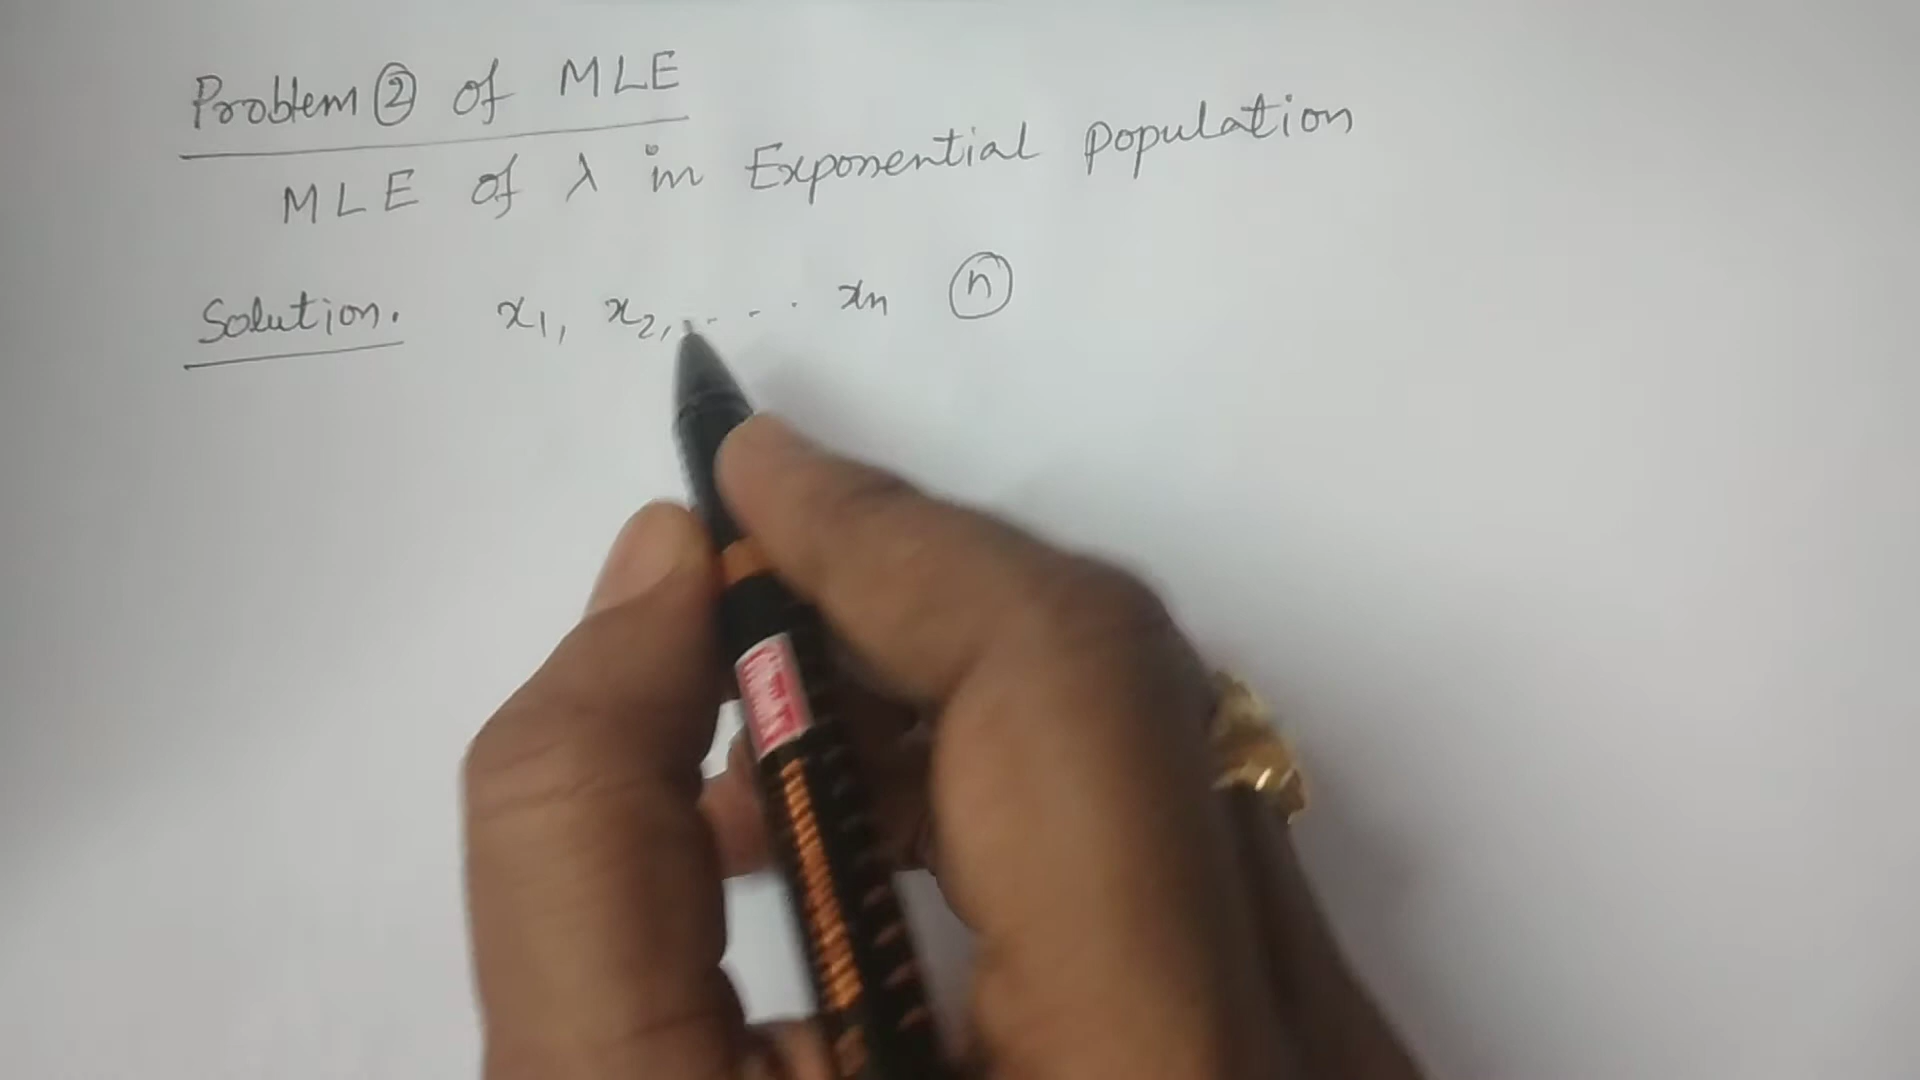 Problem ② of MLE
MLE of λ in Exponential Population
Solution. x₁, x₂, . . . . xn ⓝ